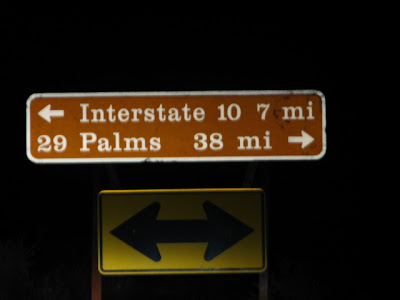 ← Interstate 10 7 mi
29 Palms 38 mi →